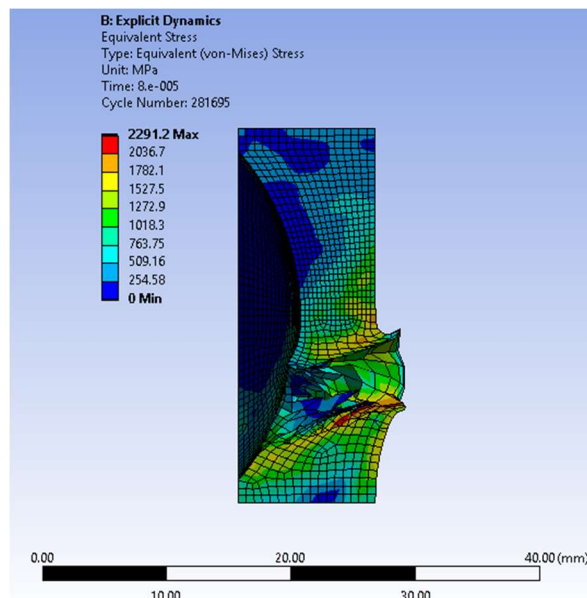 B: Explicit Dynamics
Equivalent Stress
Type: Equivalent (von-Mises) Stress
Unit: MPa
Time: 8.e-005
Cycle Number: 281695
2291.2 Max
2036.7
1782.1
1527.5
1272.9
1018.3
763.75
509.16
254.58
0 Min
0.00 20.00 40.00 (mm)
10.00 30.00